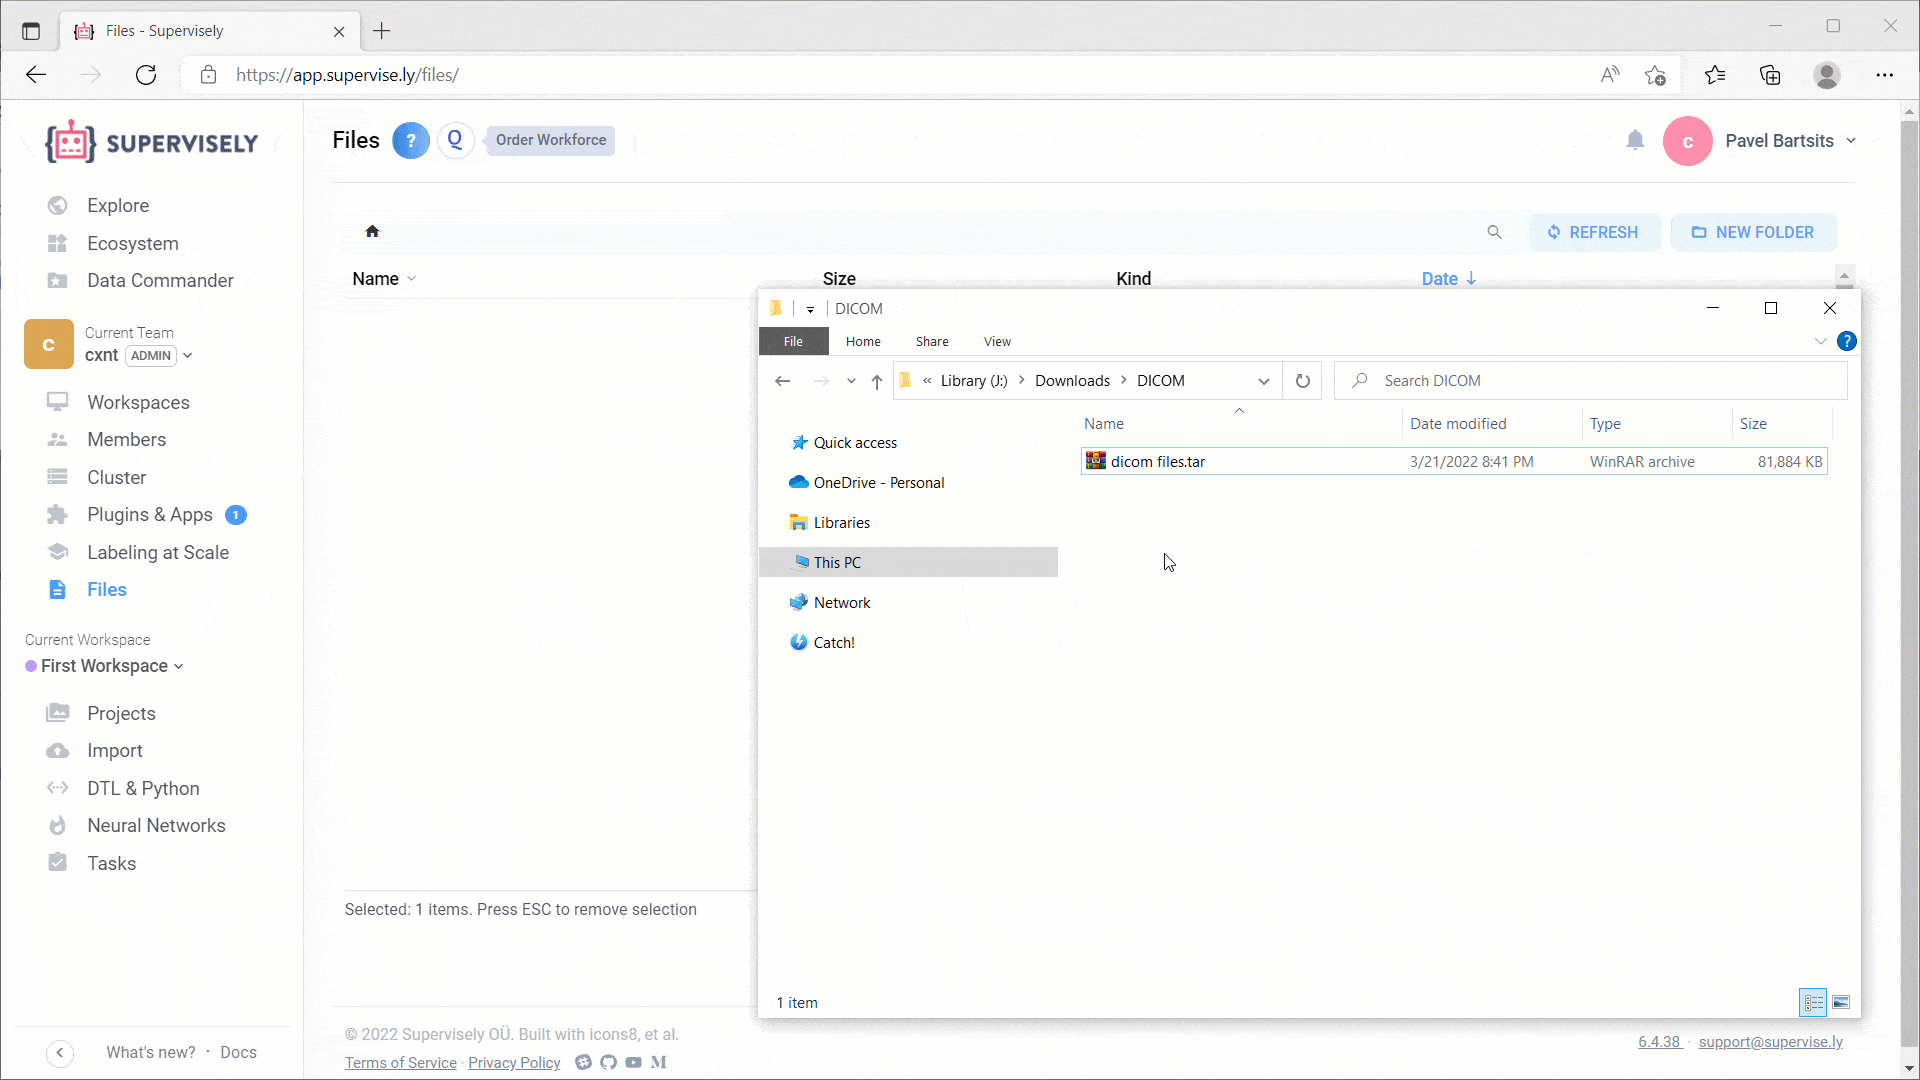 Files - Supervisely
https://app.supervise.ly/files/
SUPERVISELY
Explore
Ecosystem
Data Commander
c
Current Team
cxnt ADMIN
Workspaces
Members
Cluster
Plugins & Apps 1
Labeling at Scale
Files
Current Workspace
First Workspace
Projects
Import
DTL & Python
Neural Networks
Tasks
What's new? · Docs
Files ? Q Order Workforce
c Pavel Bartsits
REFRESH NEW FOLDER
Name Size Kind Date
DICOM
File Home Share View ?
« Library (J:) > Downloads > DICOM
Search DICOM
Quick access
OneDrive - Personal
Libraries
This PC
Network
Catch!
Name Date modified Type Size
dicom files.tar 3/21/2022 8:41 PM WinRAR archive 81,884 KB
1 item
Selected: 1 items. Press ESC to remove selection
© 2022 Supervisely OÜ. Built with icons8, et al.
Terms of Service · Privacy Policy
6.4.38 · support@supervise.ly